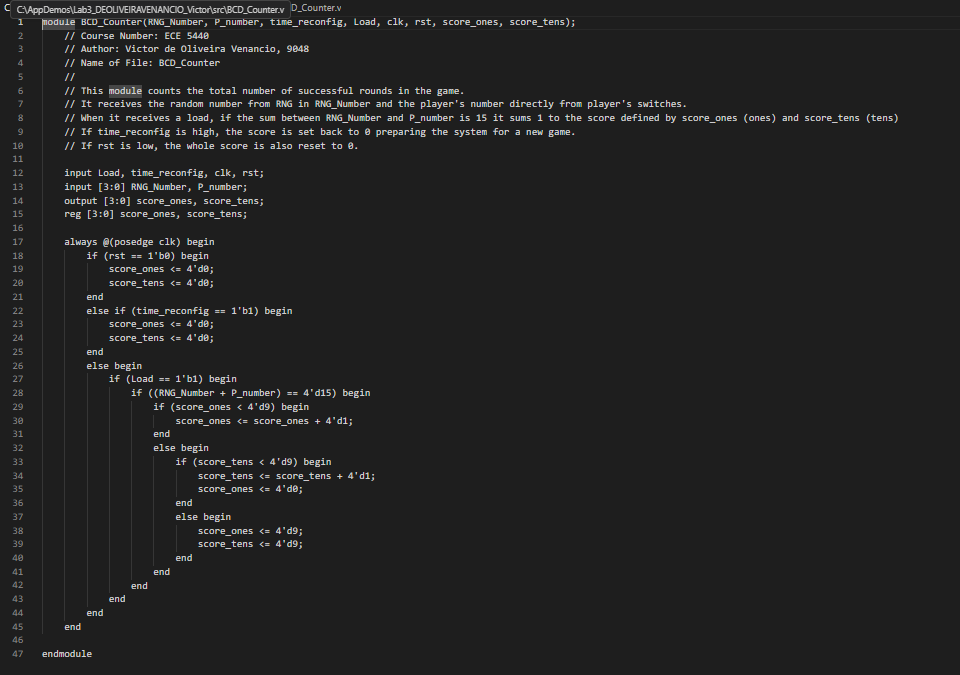 C:\AppDemos\Lab3_DEOLIVEIRAVENANCIO_Victor\src\BCD_Counter.v D_Counter.v
1 module BCD_Counter(RNG_Number, P_number, time_reconfig, Load, clk, rst, score_ones, score_tens);
2 // Course Number: ECE 5440
3 // Author: Victor de Oliveira Venancio, 9048
4 // Name of File: BCD_Counter
5 //
6 // This module counts the total number of successful rounds in the game.
7 // It receives the random number from RNG in RNG_Number and the player's number directly from player's switches.
8 // When it receives a load, if the sum between RNG_Number and P_number is 15 it sums 1 to the score defined by score_ones (ones) and score_tens (tens)
9 // If time_reconfig is high, the score is set back to 0 preparing the system for a new game.
10 // If rst is low, the whole score is also reset to 0.
11
12 input Load, time_reconfig, clk, rst;
13 input [3:0] RNG_Number, P_number;
14 output [3:0] score_ones, score_tens;
15 reg [3:0] score_ones, score_tens;
16
17 always @(posedge clk) begin
18 if (rst == 1'b0) begin
19 score_ones <= 4'd0;
20 score_tens <= 4'd0;
21 end
22 else if (time_reconfig == 1'b1) begin
23 score_ones <= 4'd0;
24 score_tens <= 4'd0;
25 end
26 else begin
27 if (Load == 1'b1) begin
28 if ((RNG_Number + P_number) == 4'd15) begin
29 if (score_ones < 4'd9) begin
30 score_ones <= score_ones + 4'd1;
31 end
32 else begin
33 if (score_tens < 4'd9) begin
34 score_tens <= score_tens + 4'd1;
35 score_ones <= 4'd0;
36 end
37 else begin
38 score_ones <= 4'd9;
39 score_tens <= 4'd9;
40 end
41 end
42 end
43 end
44 end
45 end
46
47 endmodule